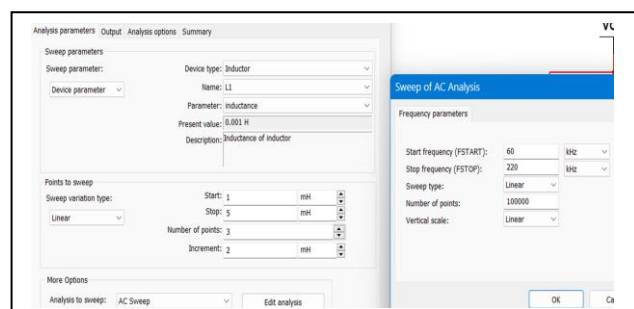 Analysis parameters Output Analysis options Summary
Sweep parameters
Sweep parameter:
Device parameter
Device type: Inductor
Name: L1
Parameter: inductance
Present value: 0.001 H
Description: Inductance of inductor
Points to sweep
Sweep variation type:
Linear
Start: 1 mH
Stop: 5 mH
Number of points: 3
Increment: 2 mH
More Options
Analysis to sweep: AC Sweep Edit analysis
Sweep of AC Analysis
Frequency parameters
Start frequency (FSTART): 60 kHz
Stop frequency (FSTOP): 220 kHz
Sweep type: Linear
Number of points: 100000
Vertical scale: Linear
OK Ca